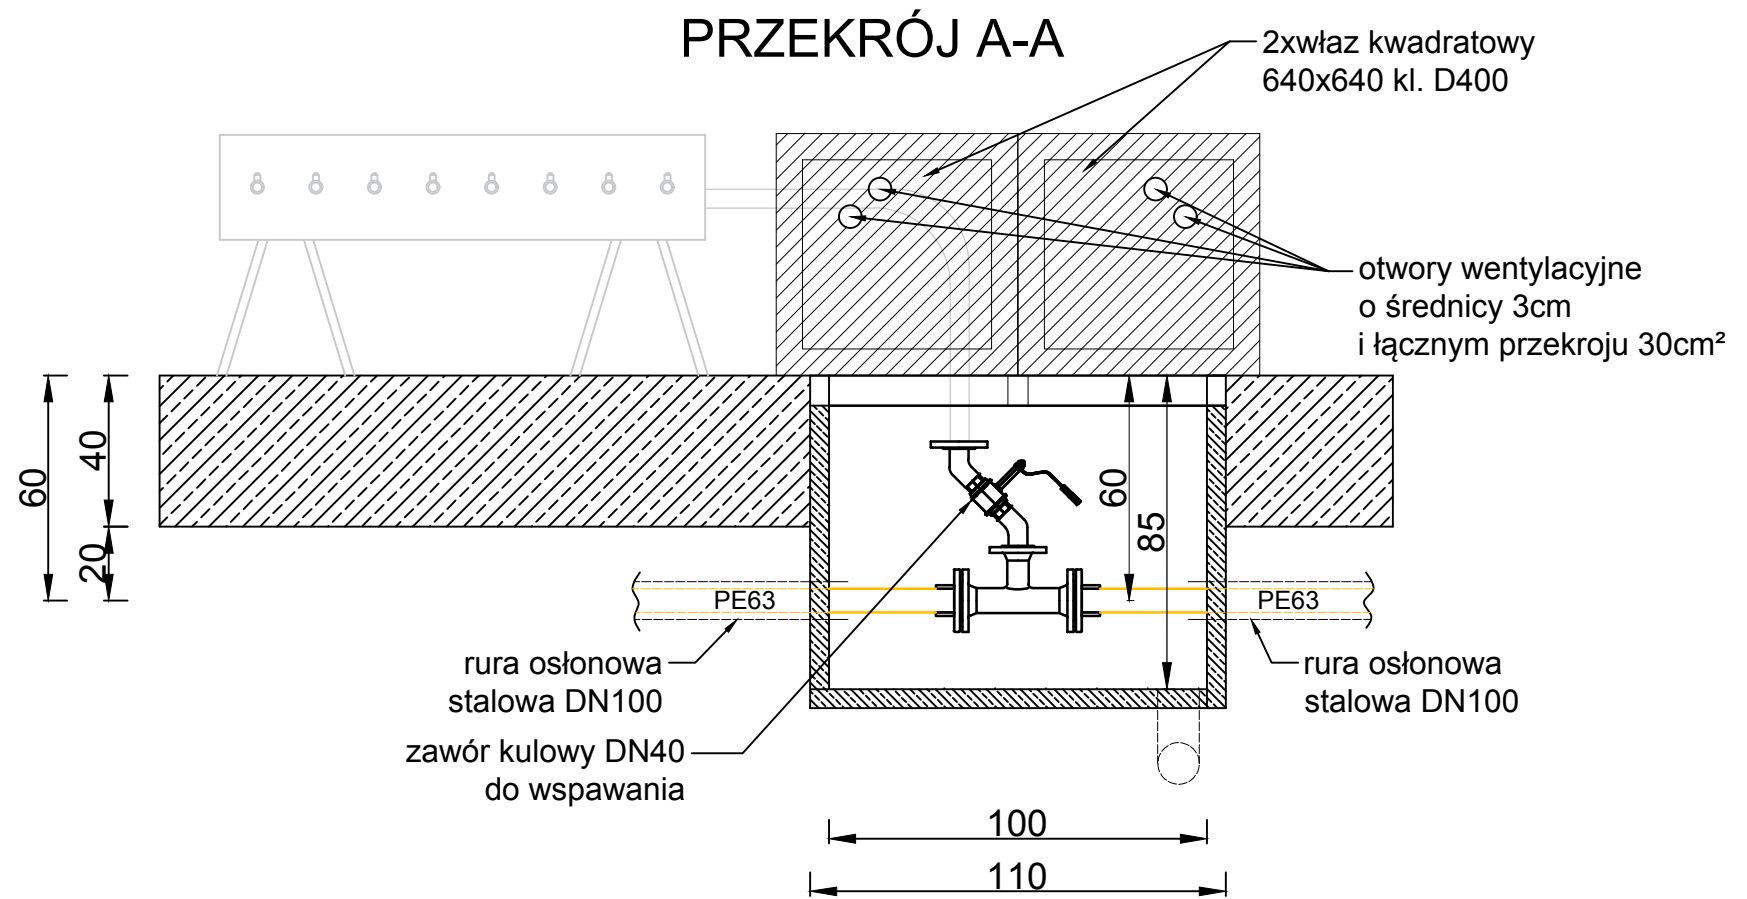 PRZEKRÓJ A-A
2xwłaz kwadratowy
640x640 kl. D400
otwory wentylacyjne
o średnicy 3cm
i łącznym przekroju 30cm²
60
40
20
60
85
PE63
PE63
rura osłonowa
stalowa DN100
rura osłonowa
stalowa DN100
zawór kulowy DN40
do wspawania
100
110